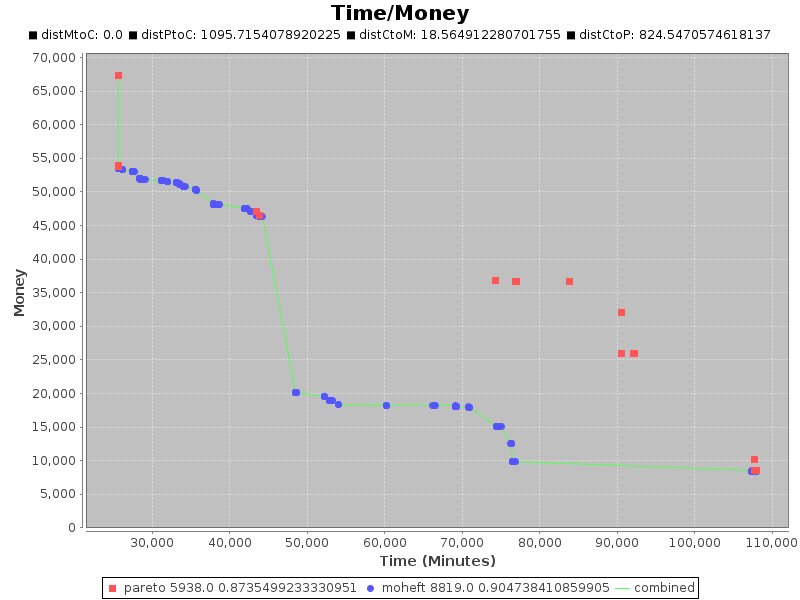 Time/Money
distMtoC: 0.0 distPtoC: 1095.7154078920225 distCtoM: 18.564912280701755 distCtoP: 824.5470574618137
70,000
65,000
60,000
55,000
50,000
45,000
40,000
35,000
30,000
25,000
20,000
15,000
10,000
5,000
0
Money
30,000 40,000 50,000 60,000 70,000 80,000 90,000 100,000 110,000
Time (Minutes)
pareto 5938.0 0.8735499233330951 moheft 8819.0 0.904738410859905 combined